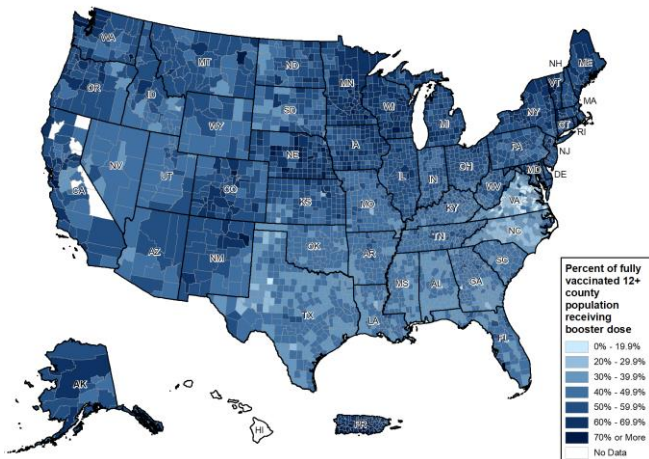 WA
MT
ND
MN
NH
ME
VT
OR
ID
SD
WI
MI
NY
MA
WY
CT
RI
IA
PA
NJ
NE
NV
UT
CO
IL
IN
OH
MD
DE
CA
KS
MO
KY
WV
VA
AZ
NM
OK
AR
TN
NC
SC
MS
AL
GA
TX
LA
FL
AK
HI
PR
Percent of fully
vaccinated 12+
county
population
receiving
booster dose
0% - 19.9%
20% - 29.9%
30% - 39.9%
40% - 49.9%
50% - 59.9%
60% - 69.9%
70% or More
No Data